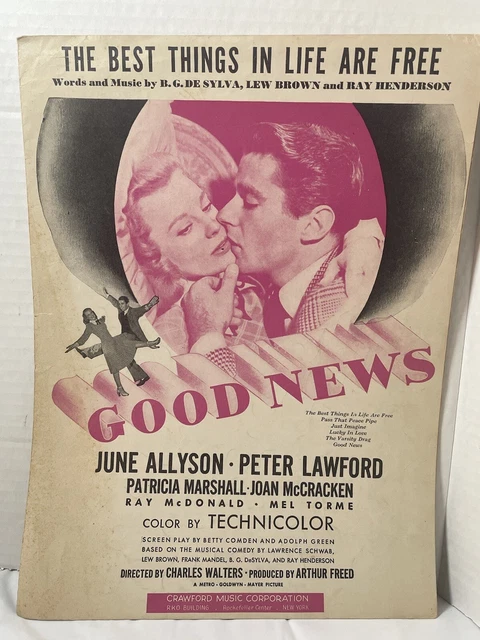 THE BEST THINGS IN LIFE ARE FREE
Words and Music by B. G. DE SYLVA, LEW BROWN and RAY HENDERSON
GOOD NEWS
The Best Things In Life Are Free
Pass That Peace Pipe
Just Imagine
Lucky In Love
The Varsity Drag
Good News
JUNE ALLYSON · PETER LAWFORD
PATRICIA MARSHALL · JOAN McCRACKEN
RAY McDONALD · MEL TORME
COLOR BY TECHNICOLOR
SCREEN PLAY BY BETTY COMDEN AND ADOLPH GREEN
BASED ON THE MUSICAL COMEDY BY LAWRENCE SCHWAB,
LEW BROWN, FRANK MANDEL, B. G. DeSYLVA, AND RAY HENDERSON
DIRECTED BY CHARLES WALTERS · PRODUCED BY ARTHUR FREED
A METRO - GOLDWYN - MAYER PICTURE
CRAWFORD MUSIC CORPORATION
RKO BUILDING Rockefeller Center NEW YORK